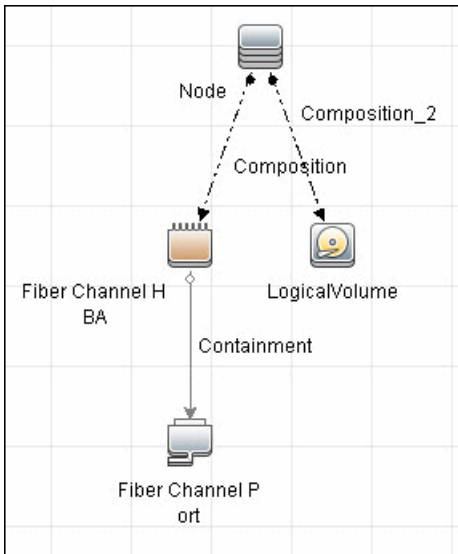 Node
Composition_2
Composition
Fiber Channel H
BA
LogicalVolume
Containment
Fiber Channel P
ort